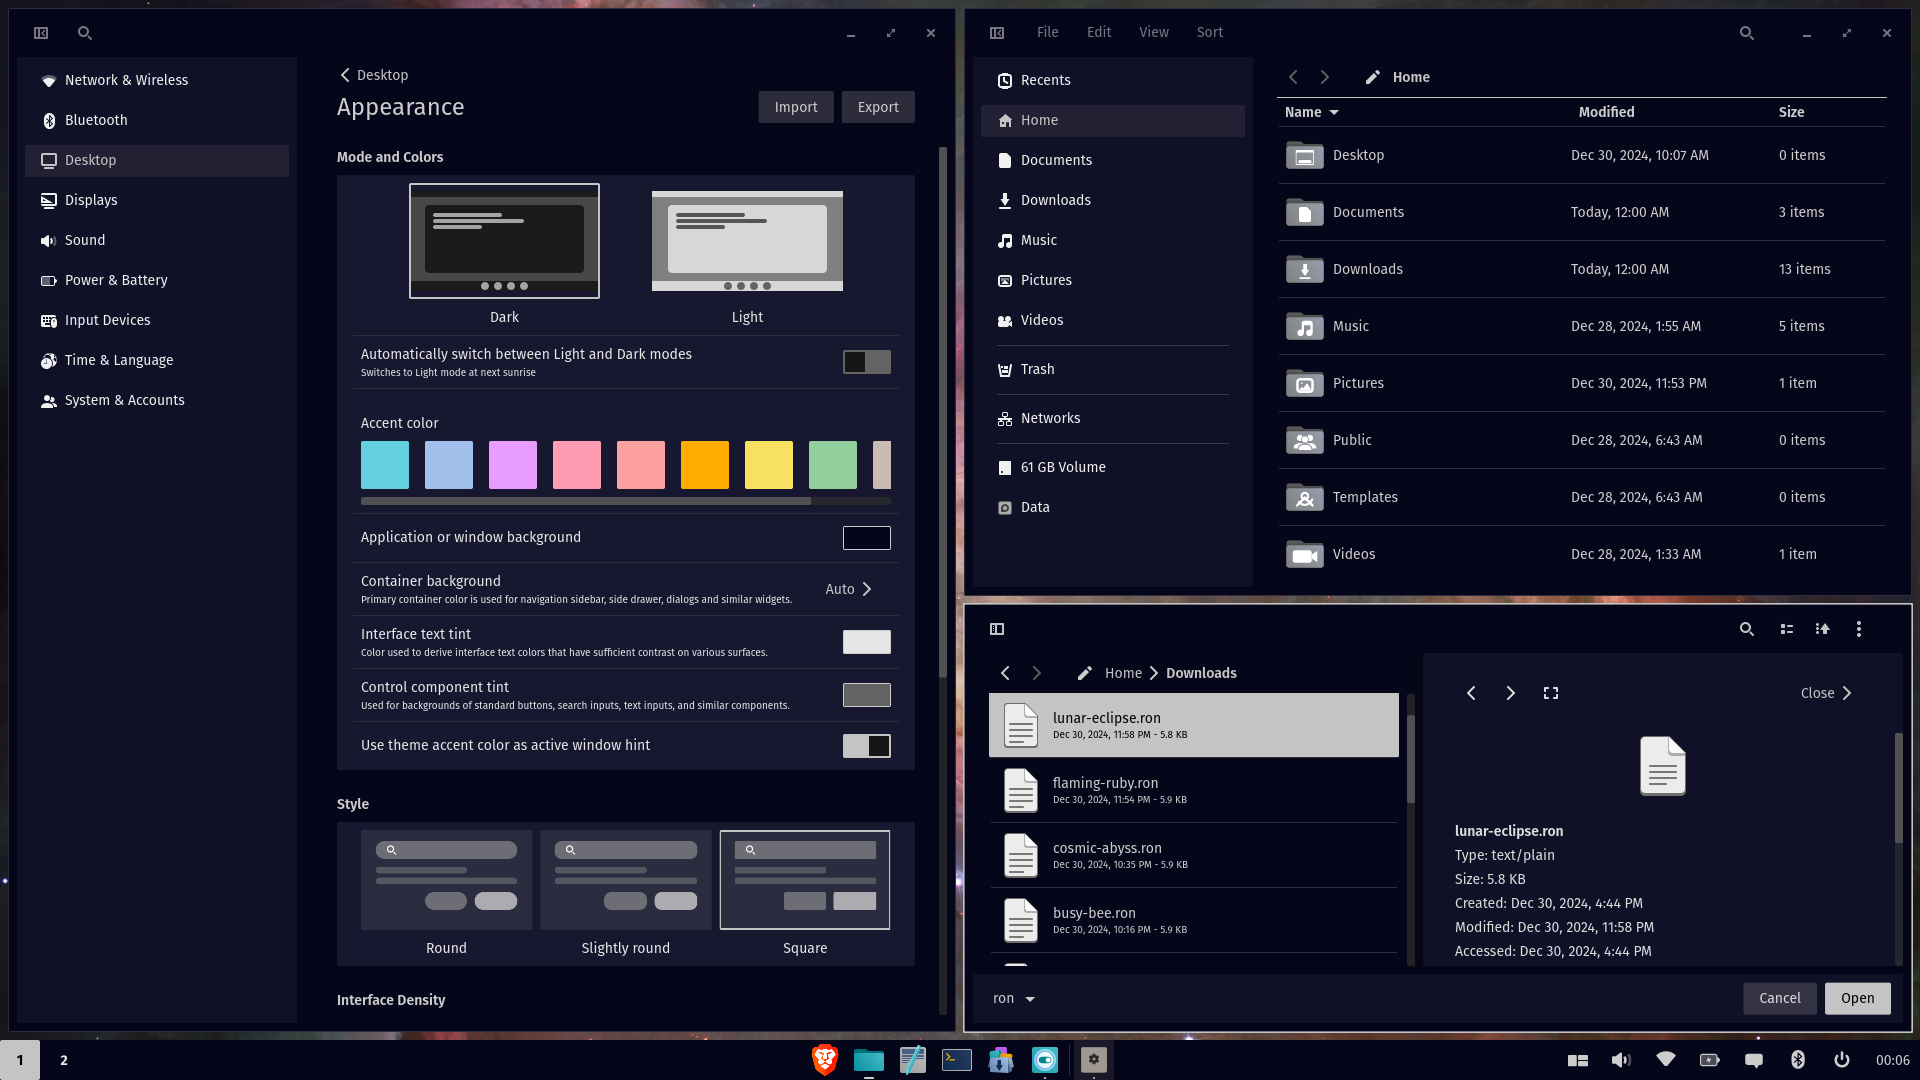 Network & Wireless
Bluetooth
Desktop
Displays
Sound
Power & Battery
Input Devices
Time & Language
System & Accounts
Desktop
Appearance
Import
Export
Mode and Colors
Dark
Light
Automatically switch between Light and Dark modes
Switches to Light mode at next sunrise
Accent color
Application or window background
Container background
Primary container color is used for navigation sidebar, side drawer, dialogs and similar widgets.
Auto
Interface text tint
Color used to derive interface text colors that have sufficient contrast on various surfaces.
Control component tint
Used for backgrounds of standard buttons, search inputs, text inputs, and similar components.
Use theme accent color as active window hint
Style
Round
Slightly round
Square
Interface Density
File Edit View Sort
Recents
Home
Documents
Downloads
Music
Pictures
Videos
Trash
Networks
61 GB Volume
Data
Home
Name Modified Size
Desktop Dec 30, 2024, 10:07 AM 0 items
Documents Today, 12:00 AM 3 items
Downloads Today, 12:00 AM 13 items
Music Dec 28, 2024, 1:55 AM 5 items
Pictures Dec 30, 2024, 11:53 PM 1 item
Public Dec 28, 2024, 6:43 AM 0 items
Templates Dec 28, 2024, 6:43 AM 0 items
Videos Dec 28, 2024, 1:33 AM 1 item
Home Downloads
lunar-eclipse.ron
Dec 30, 2024, 11:58 PM - 5.8 KB
flaming-ruby.ron
Dec 30, 2024, 11:54 PM - 5.9 KB
cosmic-abyss.ron
Dec 30, 2024, 10:35 PM - 5.9 KB
busy-bee.ron
Dec 30, 2024, 10:16 PM - 5.9 KB
Close
lunar-eclipse.ron
Type: text/plain
Size: 5.8 KB
Created: Dec 30, 2024, 4:44 PM
Modified: Dec 30, 2024, 11:58 PM
Accessed: Dec 30, 2024, 4:44 PM
ron
Cancel
Open
1 2
00:06